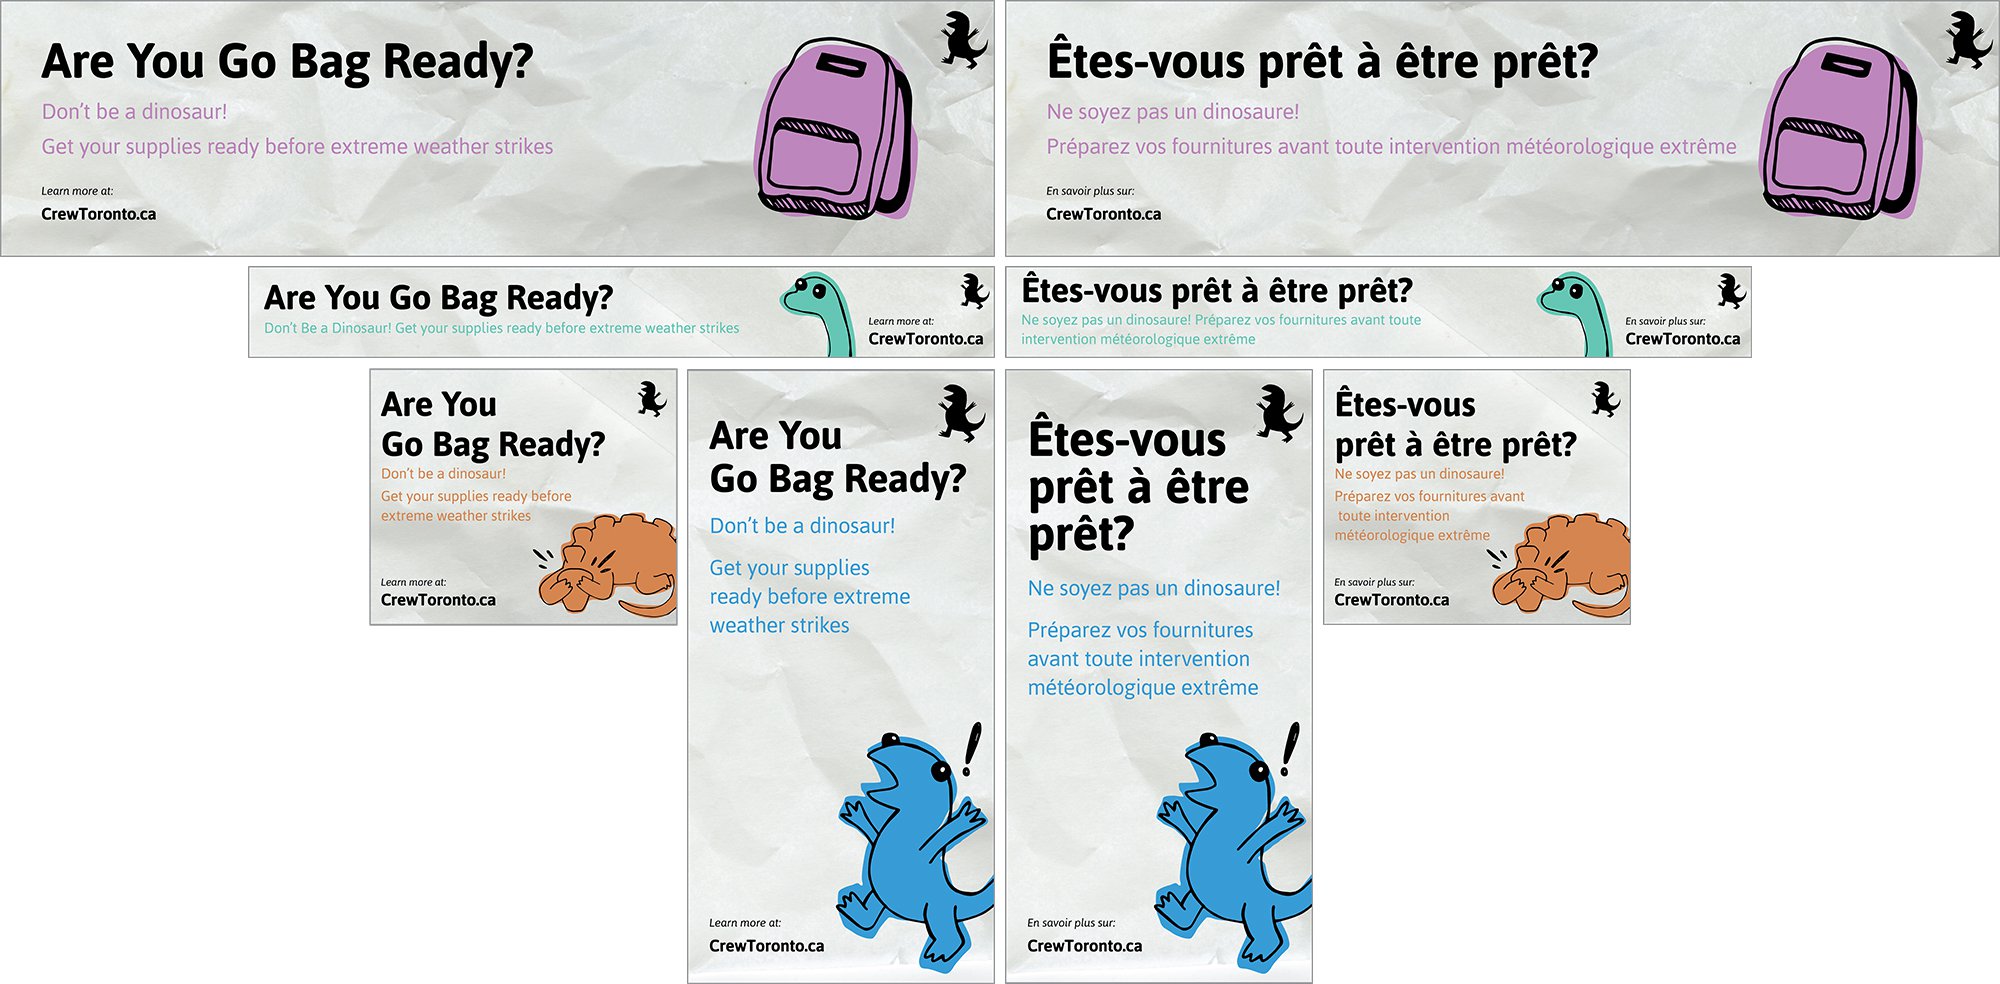 Are You Go Bag Ready?
Don't be a dinosaur!
Get your supplies ready before extreme weather strikes
Learn more at:
CrewToronto.ca
Êtes-vous prêt à être prêt?
Ne soyez pas un dinosaure!
Préparez vos fournitures avant toute intervention météorologique extrême
En savoir plus sur:
CrewToronto.ca
Are You Go Bag Ready?
Don't Be a Dinosaur! Get your supplies ready before extreme weather strikes
Learn more at:
CrewToronto.ca
Êtes-vous prêt à être prêt?
Ne soyez pas un dinosaure! Préparez vos fournitures avant toute
intervention météorologique extrême
En savoir plus sur:
CrewToronto.ca
Are You
Go Bag Ready?
Don't be a dinosaur!
Get your supplies ready before
extreme weather strikes
Learn more at:
CrewToronto.ca
Are You
Go Bag Ready?
Don't be a dinosaur!
Get your supplies
ready before extreme
weather strikes
Learn more at:
CrewToronto.ca
Êtes-vous
prêt à être
prêt?
Ne soyez pas un dinosaure!
Préparez vos fournitures
avant toute intervention
météorologique extrême
En savoir plus sur:
CrewToronto.ca
Êtes-vous
prêt à être prêt?
Ne soyez pas un dinosaure!
Préparez vos fournitures avant
toute intervention
météorologique extrême
En savoir plus sur:
CrewToronto.ca